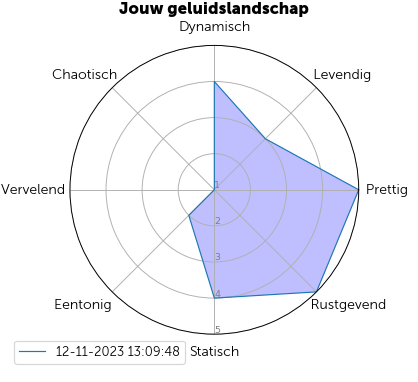 Jouw geluidslandschap
Dynamisch
Chaotisch
Levendig
Vervelend
Prettig
1
2
3
4
5
Eentonig
Rustgevend
Statisch
12-11-2023 13:09:48